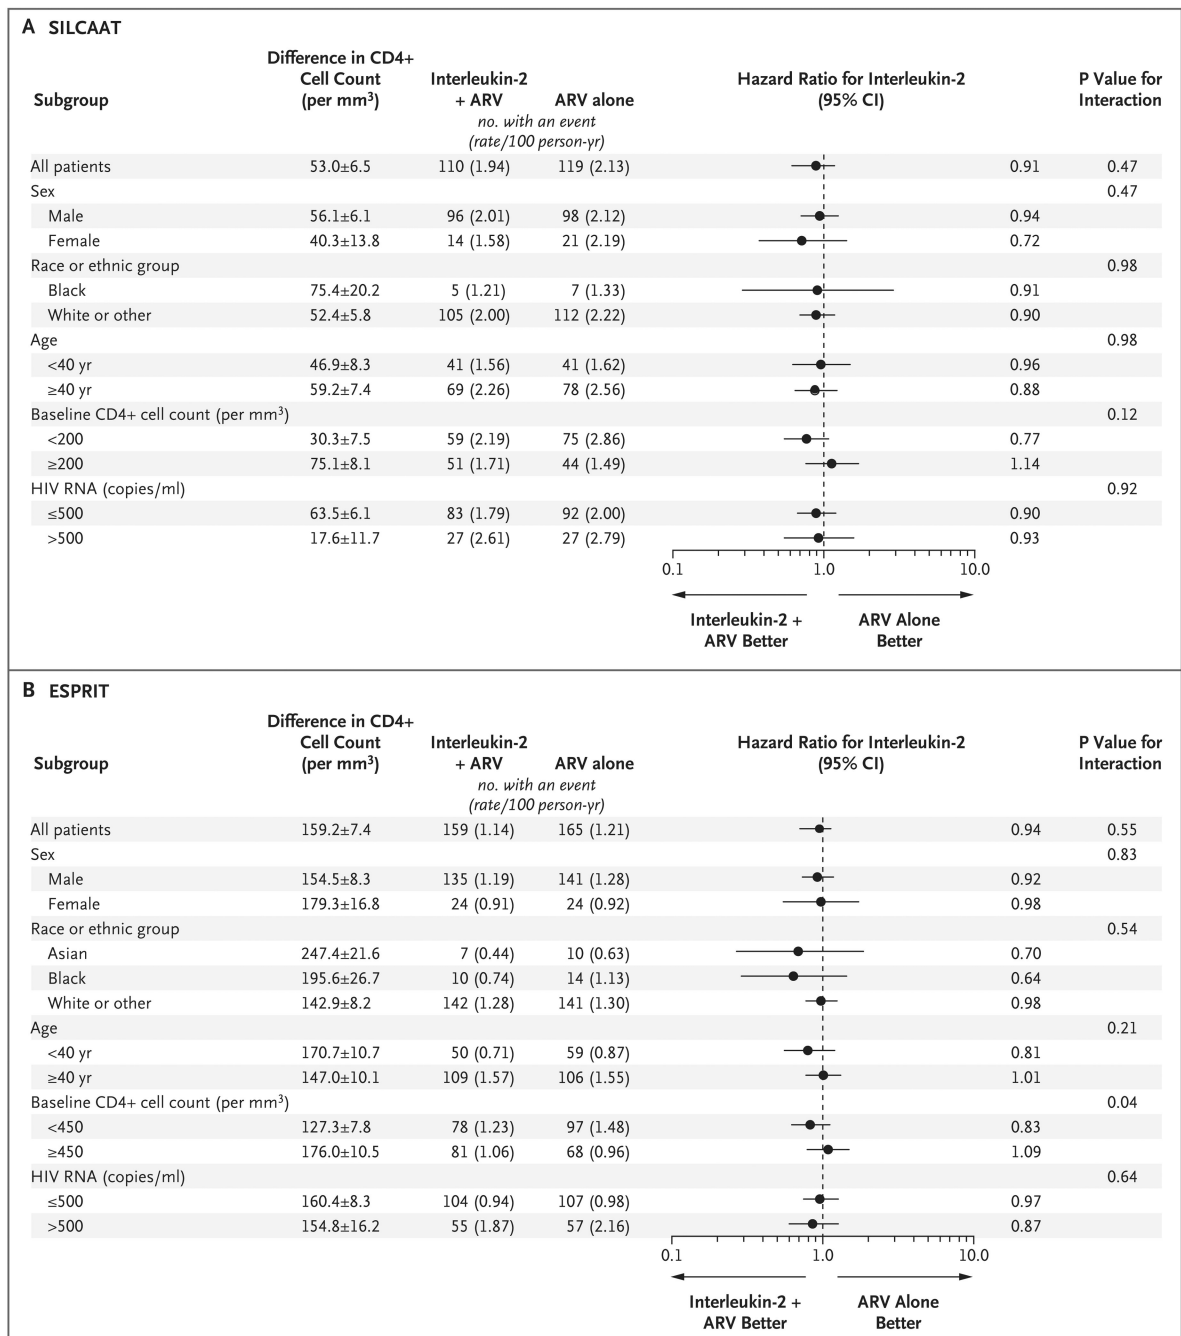 A SILCAAT
Difference in CD4+
Cell Count Interleukin-2 Hazard Ratio for Interleukin-2 P Value for
Subgroup (per mm³) + ARV ARV alone (95% CI) Interaction
no. with an event
(rate/100 person-yr)
All patients 53.0±6.5 110 (1.94) 119 (2.13) 0.91 0.47
Sex 0.47
Male 56.1±6.1 96 (2.01) 98 (2.12) 0.94
Female 40.3±13.8 14 (1.58) 21 (2.19) 0.72
Race or ethnic group 0.98
Black 75.4±20.2 5 (1.21) 7 (1.33) 0.91
White or other 52.4±5.8 105 (2.00) 112 (2.22) 0.90
Age 0.98
<40 yr 46.9±8.3 41 (1.56) 41 (1.62) 0.96
≥40 yr 59.2±7.4 69 (2.26) 78 (2.56) 0.88
Baseline CD4+ cell count (per mm³) 0.12
<200 30.3±7.5 59 (2.19) 75 (2.86) 0.77
≥200 75.1±8.1 51 (1.71) 44 (1.49) 1.14
HIV RNA (copies/ml) 0.92
≤500 63.5±6.1 83 (1.79) 92 (2.00) 0.90
>500 17.6±11.7 27 (2.61) 27 (2.79) 0.93
0.1 1.0 10.0
Interleukin-2 + ARV Alone
ARV Better Better
B ESPRIT
Difference in CD4+
Cell Count Interleukin-2 Hazard Ratio for Interleukin-2 P Value for
Subgroup (per mm³) + ARV ARV alone (95% CI) Interaction
no. with an event
(rate/100 person-yr)
All patients 159.2±7.4 159 (1.14) 165 (1.21) 0.94 0.55
Sex 0.83
Male 154.5±8.3 135 (1.19) 141 (1.28) 0.92
Female 179.3±16.8 24 (0.91) 24 (0.92) 0.98
Race or ethnic group 0.54
Asian 247.4±21.6 7 (0.44) 10 (0.63) 0.70
Black 195.6±26.7 10 (0.74) 14 (1.13) 0.64
White or other 142.9±8.2 142 (1.28) 141 (1.30) 0.98
Age 0.21
<40 yr 170.7±10.7 50 (0.71) 59 (0.87) 0.81
≥40 yr 147.0±10.1 109 (1.57) 106 (1.55) 1.01
Baseline CD4+ cell count (per mm³) 0.04
<450 127.3±7.8 78 (1.23) 97 (1.48) 0.83
≥450 176.0±10.5 81 (1.06) 68 (0.96) 1.09
HIV RNA (copies/ml) 0.64
≤500 160.4±8.3 104 (0.94) 107 (0.98) 0.97
>500 154.8±16.2 55 (1.87) 57 (2.16) 0.87
0.1 1.0 10.0
Interleukin-2 + ARV Alone
ARV Better Better